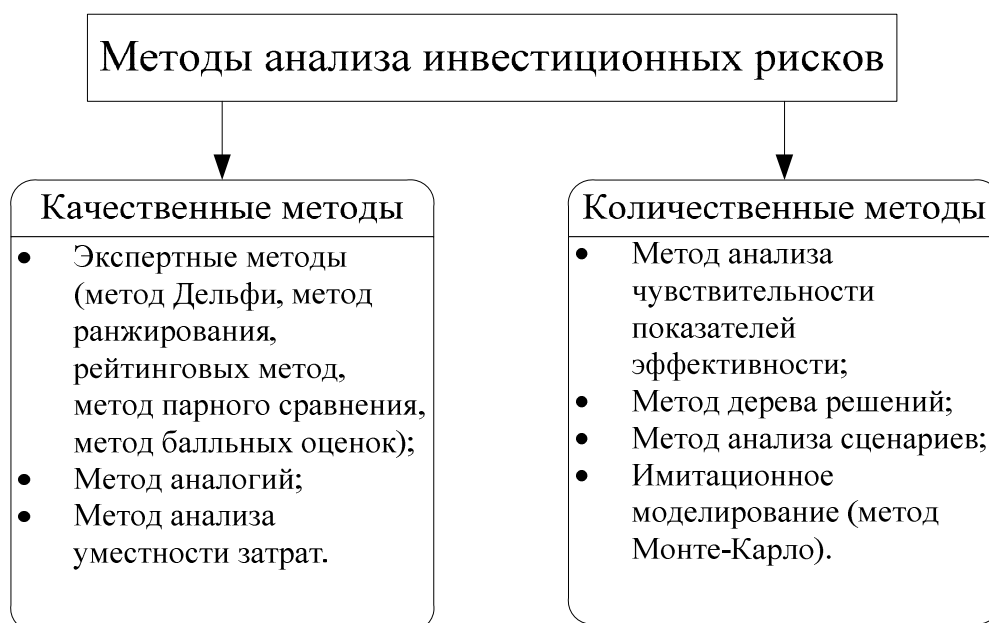 Методы анализа инвестиционных рисков
Качественные методы
• Экспертные методы
(метод Дельфи, метод
ранжирования,
рейтинговых метод,
метод парного сравнения,
метод балльных оценок);
• Метод аналогий;
• Метод анализа
уместности затрат.
Количественные методы
• Метод анализа
чувствительности
показателей
эффективности;
• Метод дерева решений;
• Метод анализа сценариев;
• Имитационное
моделирование (метод
Монте-Карло).